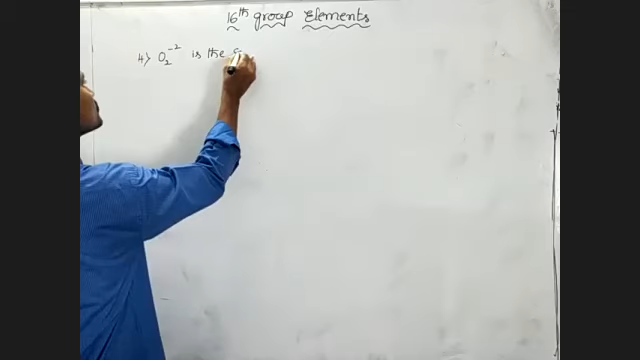 16th group Elements
4) O₂⁻² is the